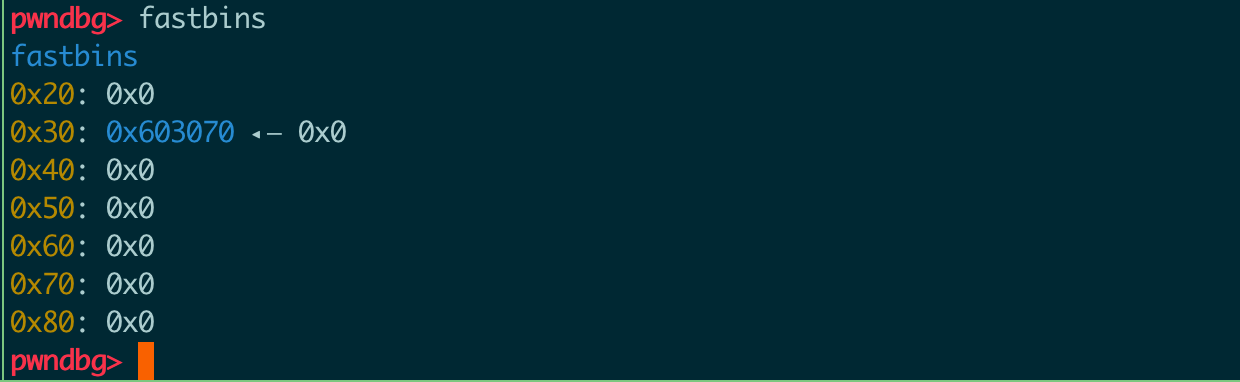 pwndbg> fastbins
fastbins
0x20: 0x0
0x30: 0x603070 ◂— 0x0
0x40: 0x0
0x50: 0x0
0x60: 0x0
0x70: 0x0
0x80: 0x0
pwndbg>